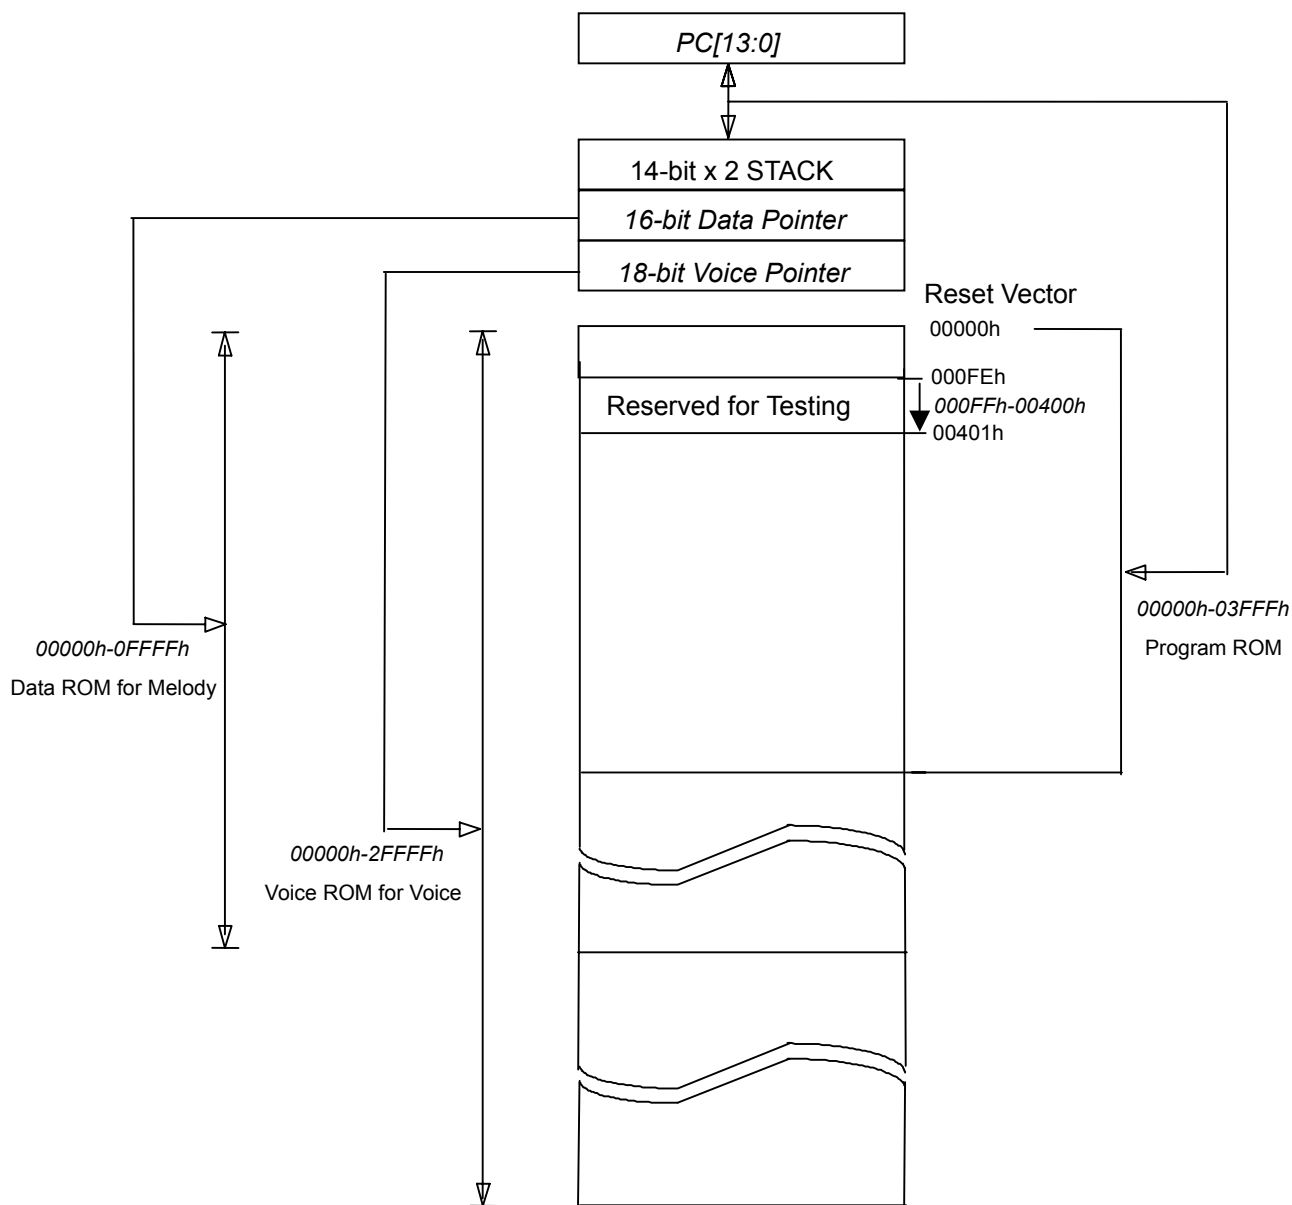 PC[13:0]
14-bit x 2 STACK
16-bit Data Pointer
18-bit Voice Pointer
Reset Vector
00000h
000FEh
Reserved for Testing
000FFh-00400h
00401h
00000h-03FFFh
Program ROM
00000h-0FFFFh
Data ROM for Melody
00000h-2FFFFh
Voice ROM for Voice